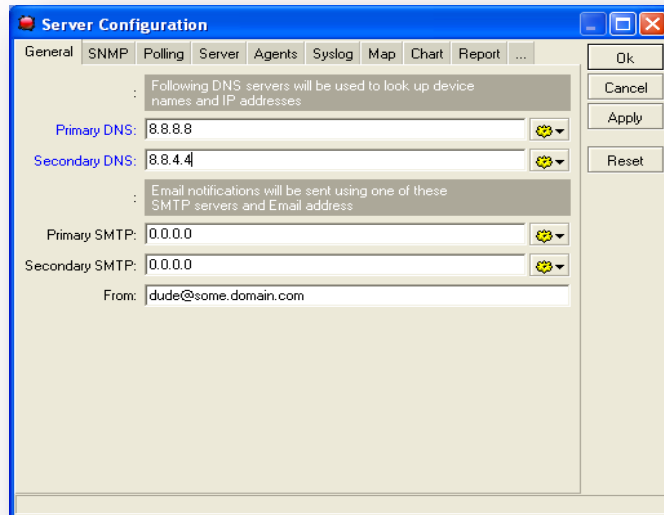 Server Configuration
General SNMP Polling Server Agents Syslog Map Chart Report ...
Ok
Cancel
Apply
Reset
: Following DNS servers will be used to look up device
names and IP addresses
Primary DNS: 8.8.8.8
Secondary DNS: 8.8.4.4
: Email notifications will be sent using one of these
SMTP servers and Email address
Primary SMTP: 0.0.0.0
Secondary SMTP: 0.0.0.0
From: dude@some.domain.com